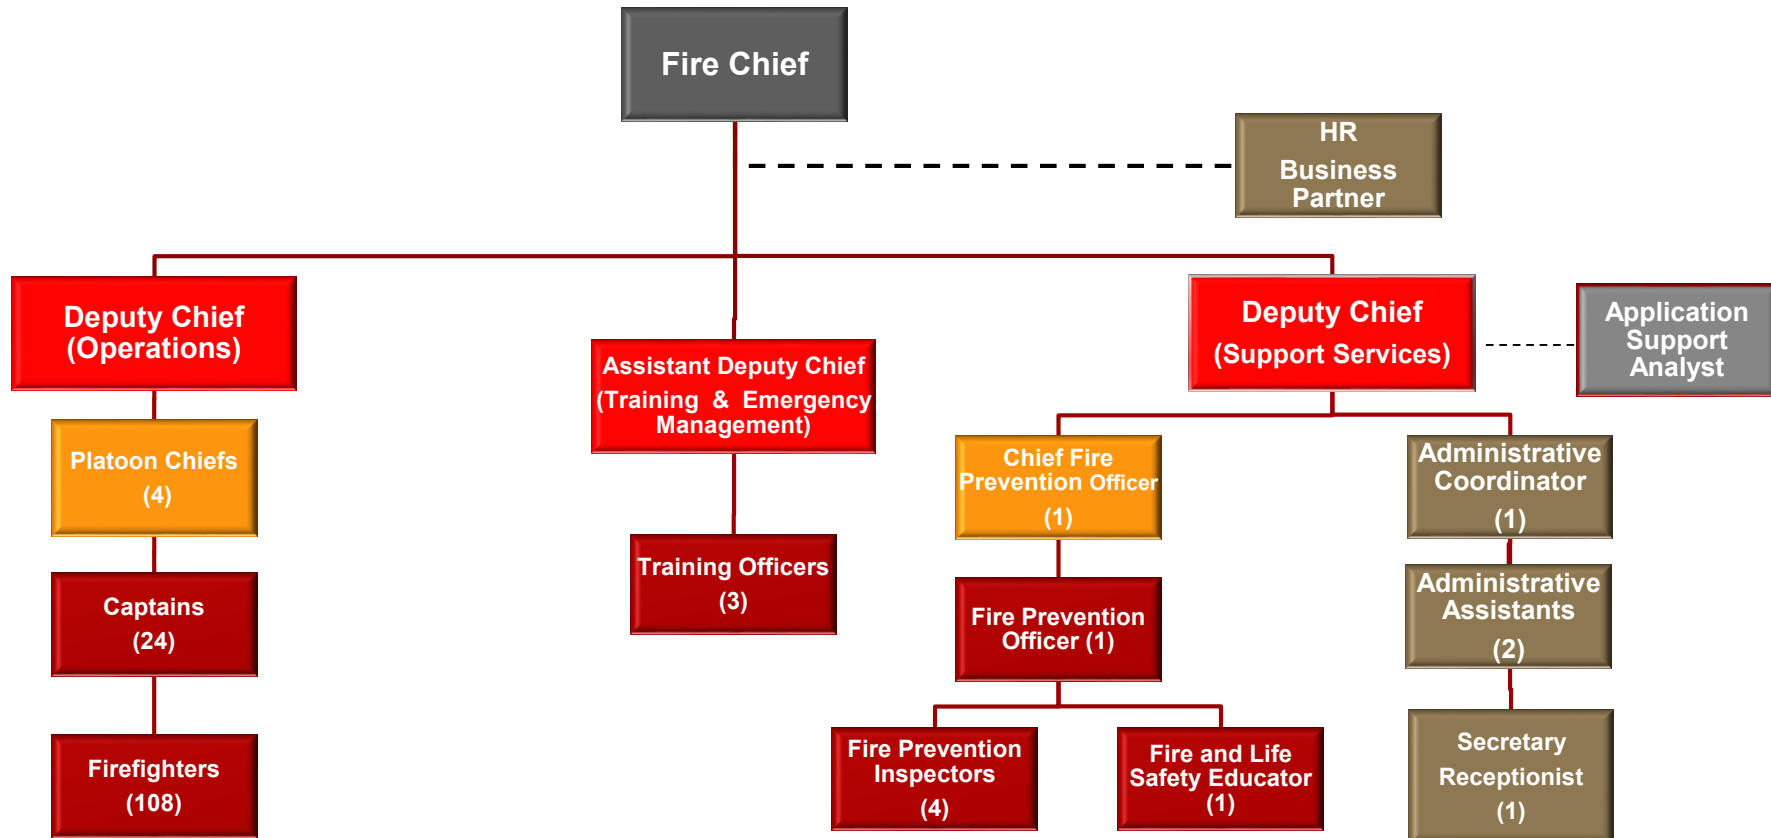 Fire Chief
HR
Business
Partner
Deputy Chief
(Operations)
Assistant Deputy Chief
(Training & Emergency
Management)
Deputy Chief
(Support Services)
Application
Support
Analyst
Platoon Chiefs
(4)
Chief Fire
Prevention Officer
(1)
Administrative
Coordinator
(1)
Captains
(24)
Training Officers
(3)
Fire Prevention
Officer (1)
Administrative
Assistants
(2)
Firefighters
(108)
Fire Prevention
Inspectors
(4)
Fire and Life
Safety Educator
(1)
Secretary
Receptionist
(1)